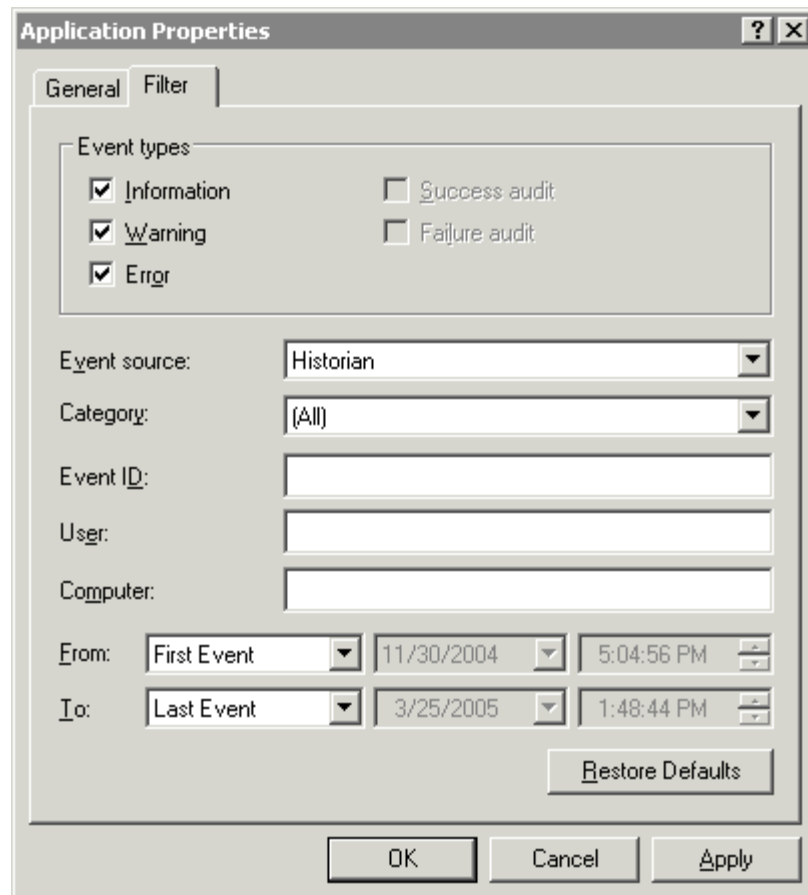 Application Properties ? X
General Filter
Event types
Information Success audit
Warning Failure audit
Error
Event source: Historian
Category: (All)
Event ID:
User:
Computer:
From: First Event 11/30/2004 5:04:56 PM
To: Last Event 3/25/2005 1:48:44 PM
Restore Defaults
OK Cancel Apply